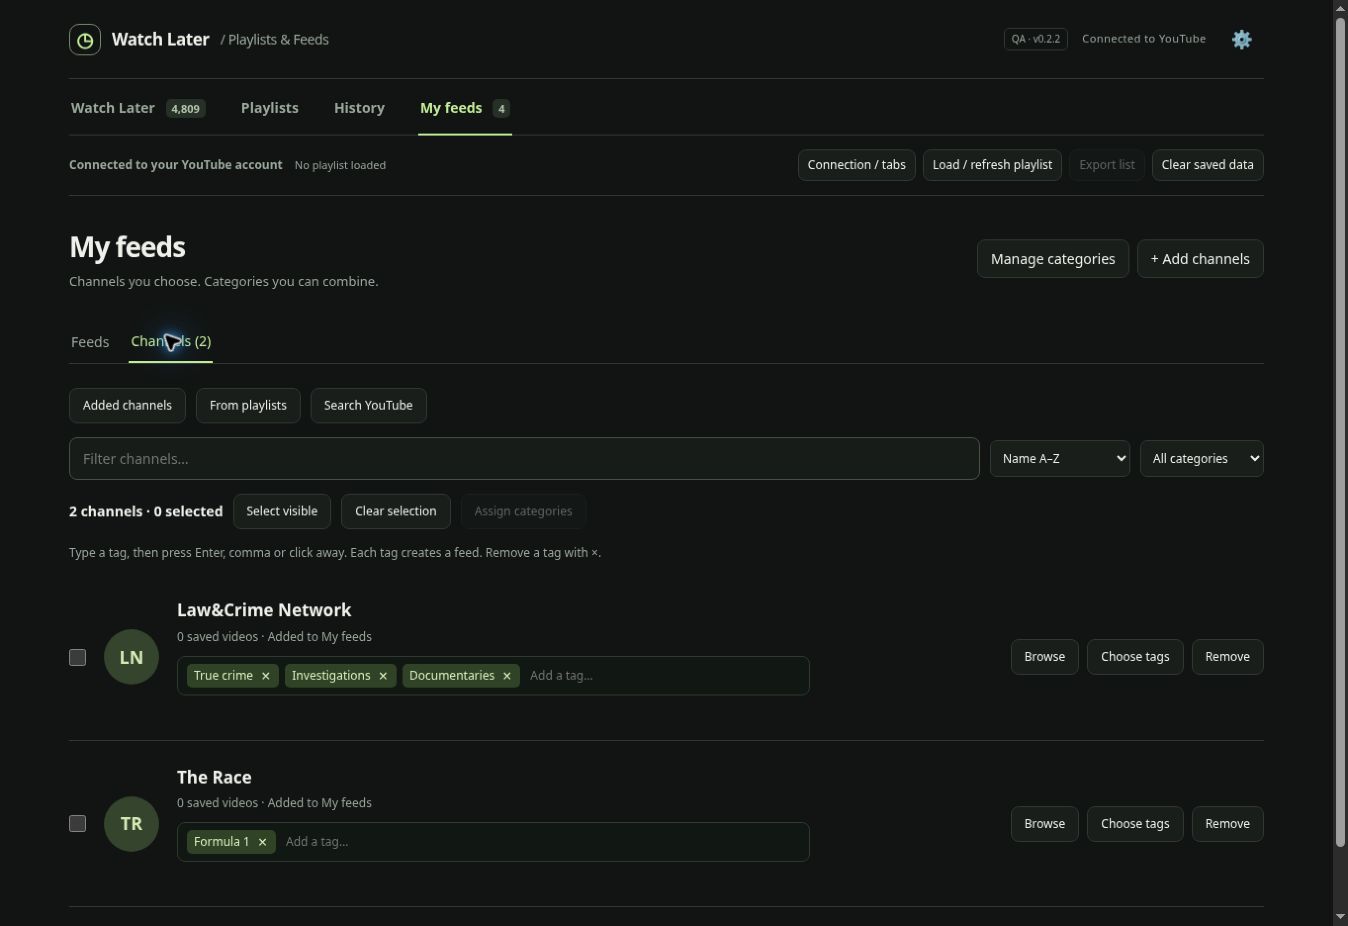 Watch Later / Playlists & Feeds QA · v0.2.2 Connected to YouTube
Watch Later 4,809 Playlists History My feeds 4
Connected to your YouTube account No playlist loaded Connection / tabs Load / refresh playlist Export list Clear saved data
My feeds
Manage categories + Add channels
Channels you choose. Categories you can combine.
Feeds Channels (2)
Added channels From playlists Search YouTube
Filter channels... Name A–Z All categories
2 channels · 0 selected Select visible Clear selection Assign categories
Type a tag, then press Enter, comma or click away. Each tag creates a feed. Remove a tag with ×.
Law&Crime Network
0 saved videos · Added to My feeds
LN Browse Choose tags Remove
True crime × Investigations × Documentaries × Add a tag...
The Race
0 saved videos · Added to My feeds
TR Browse Choose tags Remove
Formula 1 × Add a tag...